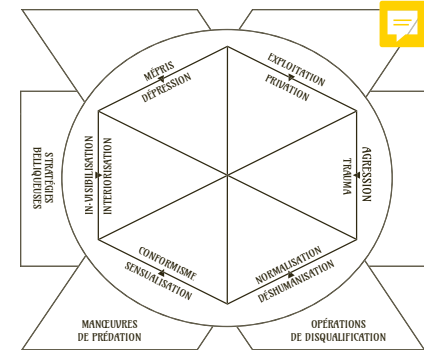 MÉPRIS
DÉPRESSION
EXPLOITATION
PRIVATION
STRATÉGIES
BELLIQUEUSES
IN-VISIBILISATION
INTERIORISATION
AGRESSION
TRAUMA
CONFORMISME
SENSUALISATION
NORMALISATION
DÉSHUMANISATION
MANŒUVRES
DE PRÉDATION
OPÉRATIONS
DE DISQUALIFICATION